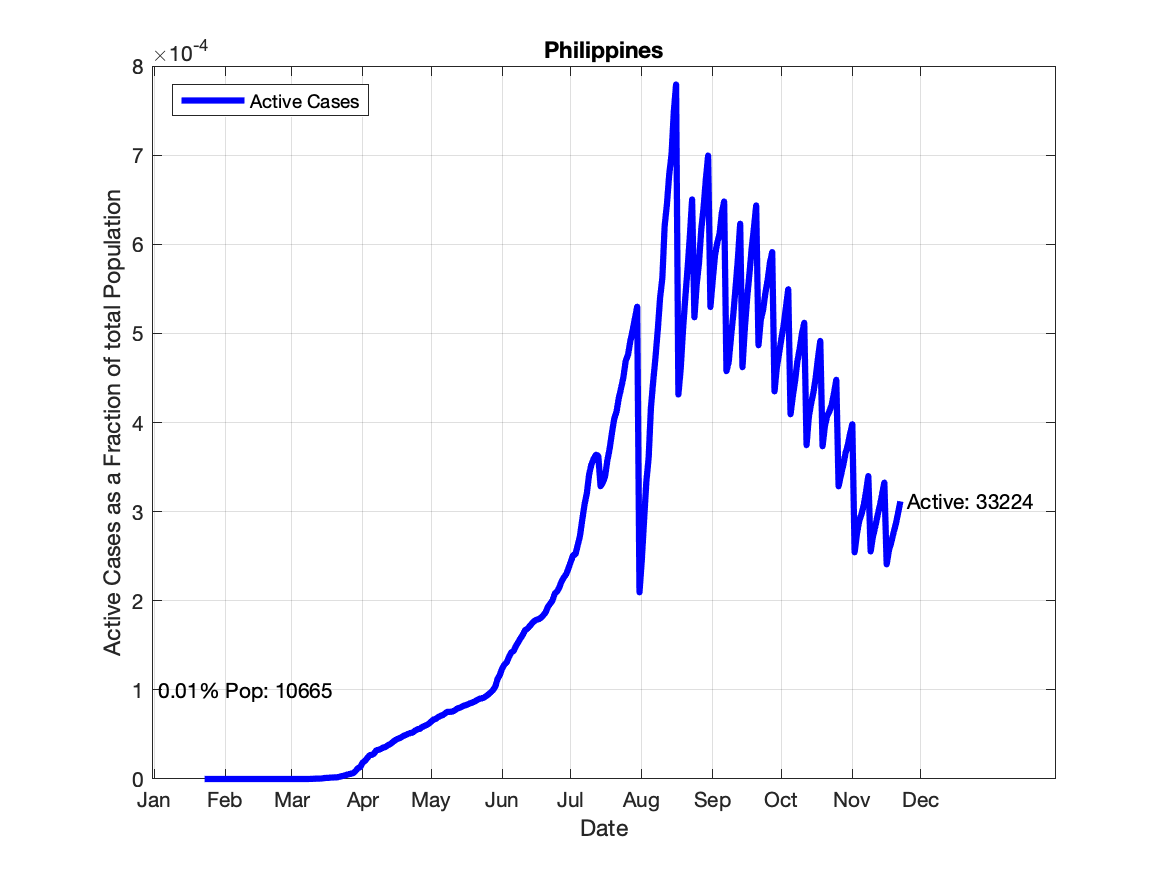 Philippines
×10-4
Active Cases
8
7
6
5
4
3
2
1
0
Active Cases as a Fraction of total Population
0.01% Pop: 10665
Active: 33224
Jan Feb Mar Apr May Jun Jul Aug Sep Oct Nov Dec
Date